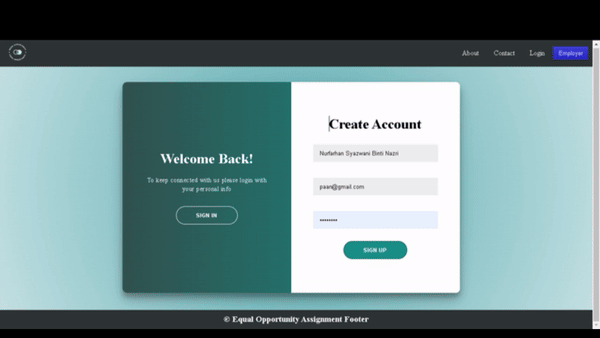 About
Contact
Login
Employer
Welcome Back!
To keep connected with us please login with
your personal info
SIGN IN
Create Account
Nurfarhan Syazwani Binti Nazri
paan@gmail.com
••••••••
SIGN UP
© Equal Opportunity Assignment Footer